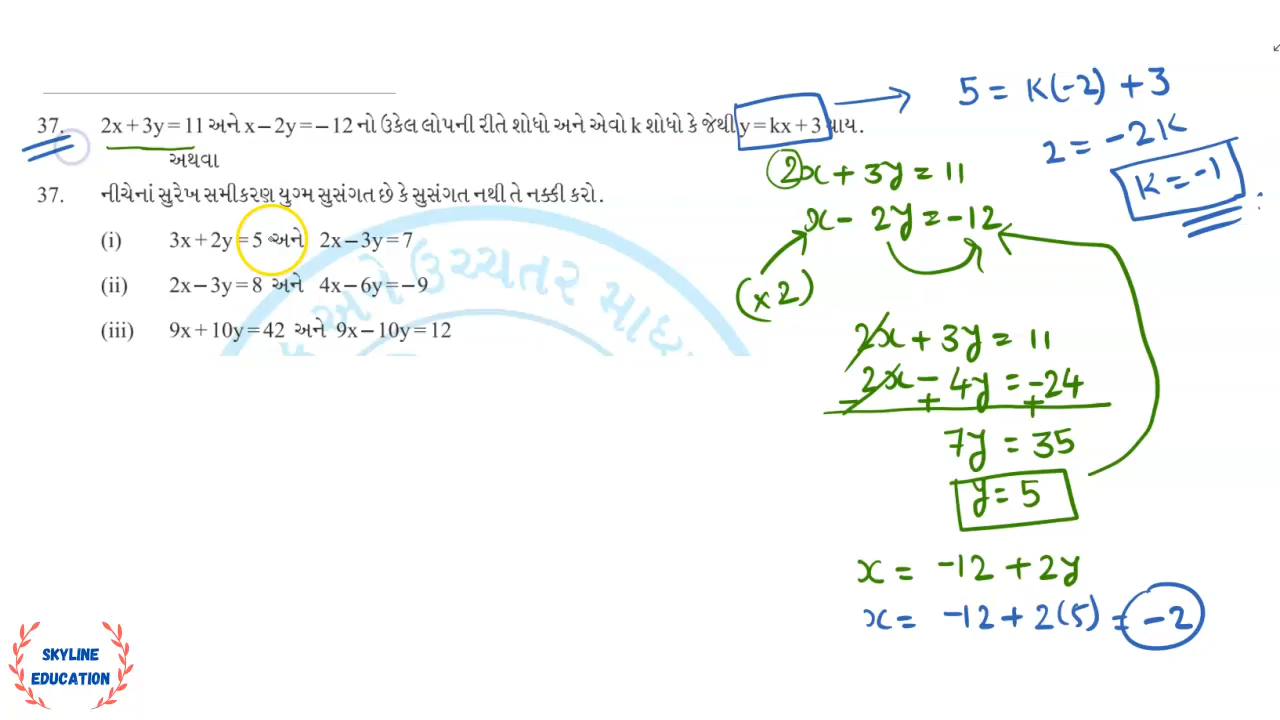 37. 2x + 3y = 11 અને x – 2y = –12 નો ઉકેલ લોપની રીતે શોધો અને એવો k શોધો કે જેથી y = kx + 3 થાય.
અથવા
37. નીચેનાં સુરેખ સમીકરણ યુગ્મ સુસંગત છે કે સુસંગત નથી તે નક્કી કરો.
(i) 3x + 2y = 5 અને 2x – 3y = 7
(ii) 2x – 3y = 8 અને 4x – 6y = –9
(iii) 9x + 10y = 42 અને 9x – 10y = 12
અને ઉચ્ચતર માધ્ય
5 = K(-2) + 3
2 = -2K
K = -1
2x + 3y = 11
x - 2y = -12
(x2)
2x + 3y = 11
2x - 4y = -24
- + +
7y = 35
y = 5
x = -12 + 2y
x = -12 + 2(5) = -2
SKYLINE
EDUCATION